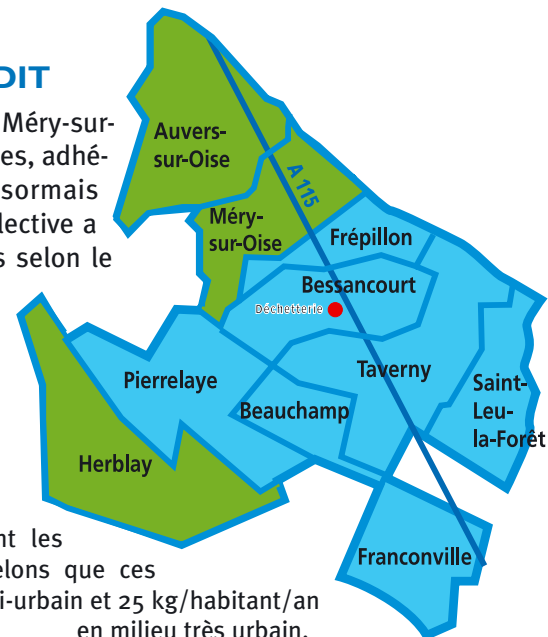 DIT
Méry-sur-
es, adhé-
sormais
lective a
s selon le
Auvers-
sur-Oise
A 115
Méry-
sur-Oise
Frépillon
Bessancourt
Déchetterie
Pierrelaye
Taverny
Beauchamp
Saint-
Leu-
la-Forêt
Herblay
Franconville
nt les
elons que ces
i-urbain et 25 kg/habitant/an
en milieu très urbain.